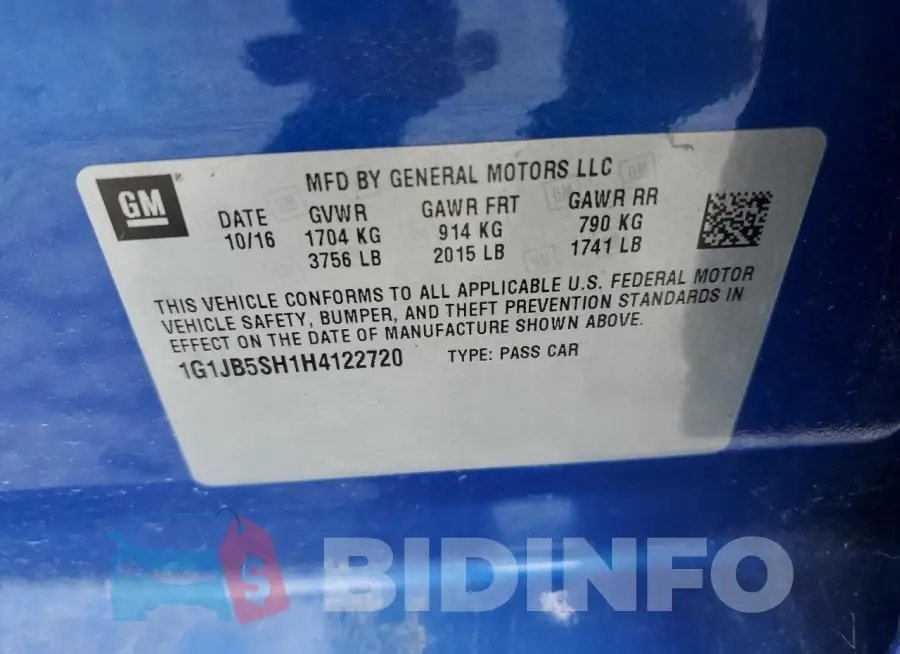 GM
MFD BY GENERAL MOTORS LLC
DATE GVWR GAWR FRT GAWR RR
10/16 1704 KG 914 KG 790 KG
3756 LB 2015 LB 1741 LB
THIS VEHICLE CONFORMS TO ALL APPLICABLE U.S. FEDERAL MOTOR
VEHICLE SAFETY, BUMPER, AND THEFT PREVENTION STANDARDS IN
EFFECT ON THE DATE OF MANUFACTURE SHOWN ABOVE.
1G1JB5SH1H4122720 TYPE: PASS CAR
$ BIDINFO